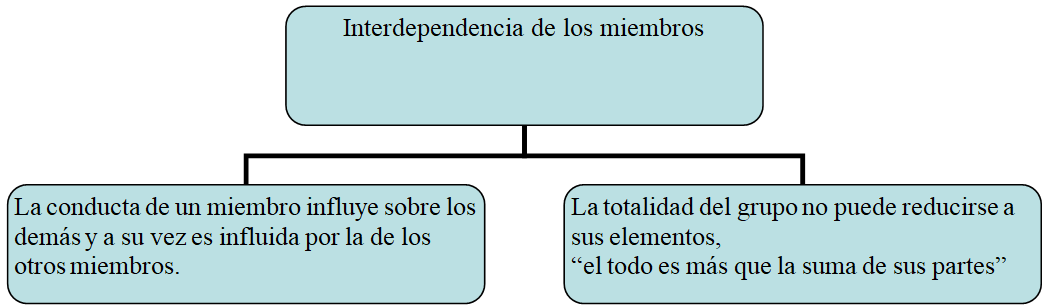 Interdependencia de los miembros
La conducta de un miembro influye sobre los
demás y a su vez es influida por la de los
otros miembros.
La totalidad del grupo no puede reducirse a
sus elementos,
“el todo es más que la suma de sus partes”